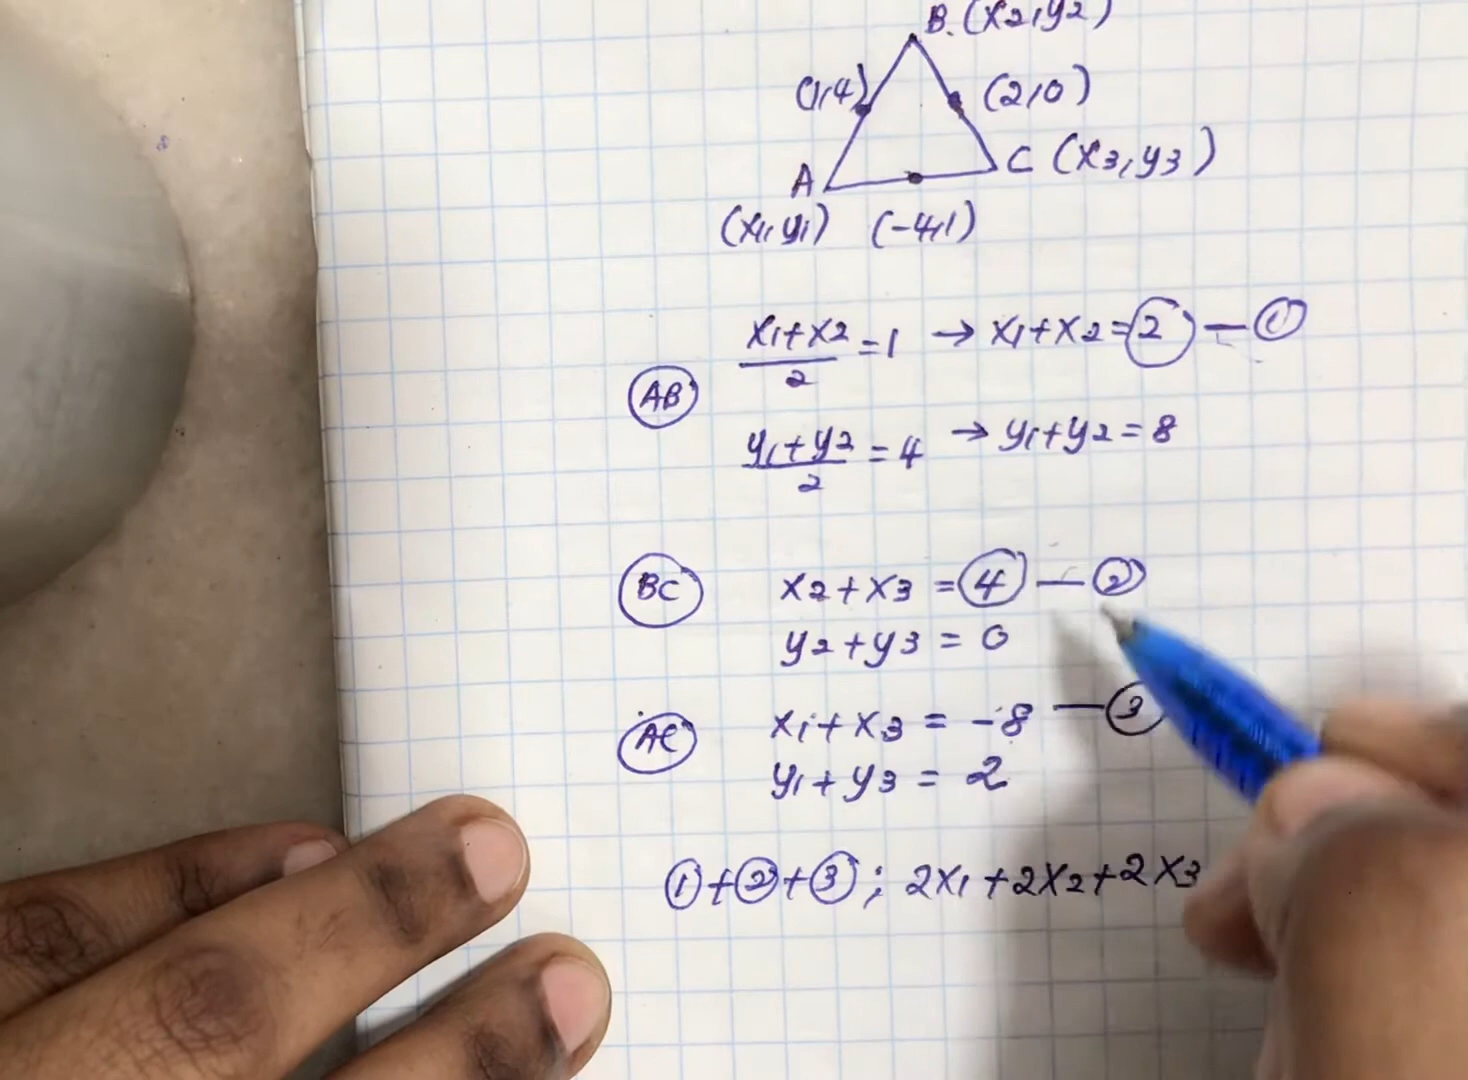 B. (x2, y2)
(1,4) (2,0)
A C (x3, y3)
(x1, y1) (-4,1)
x1+x2/2 = 1 → x1+x2 = 2 — ①
AB
y1+y2/2 = 4 → y1+y2 = 8
BC x2+x3 = 4 — ②
y2+y3 = 0
AC x1+x3 = -8 — ③
y1+y3 = 2
①+②+③ ; 2x1+2x2+2x3